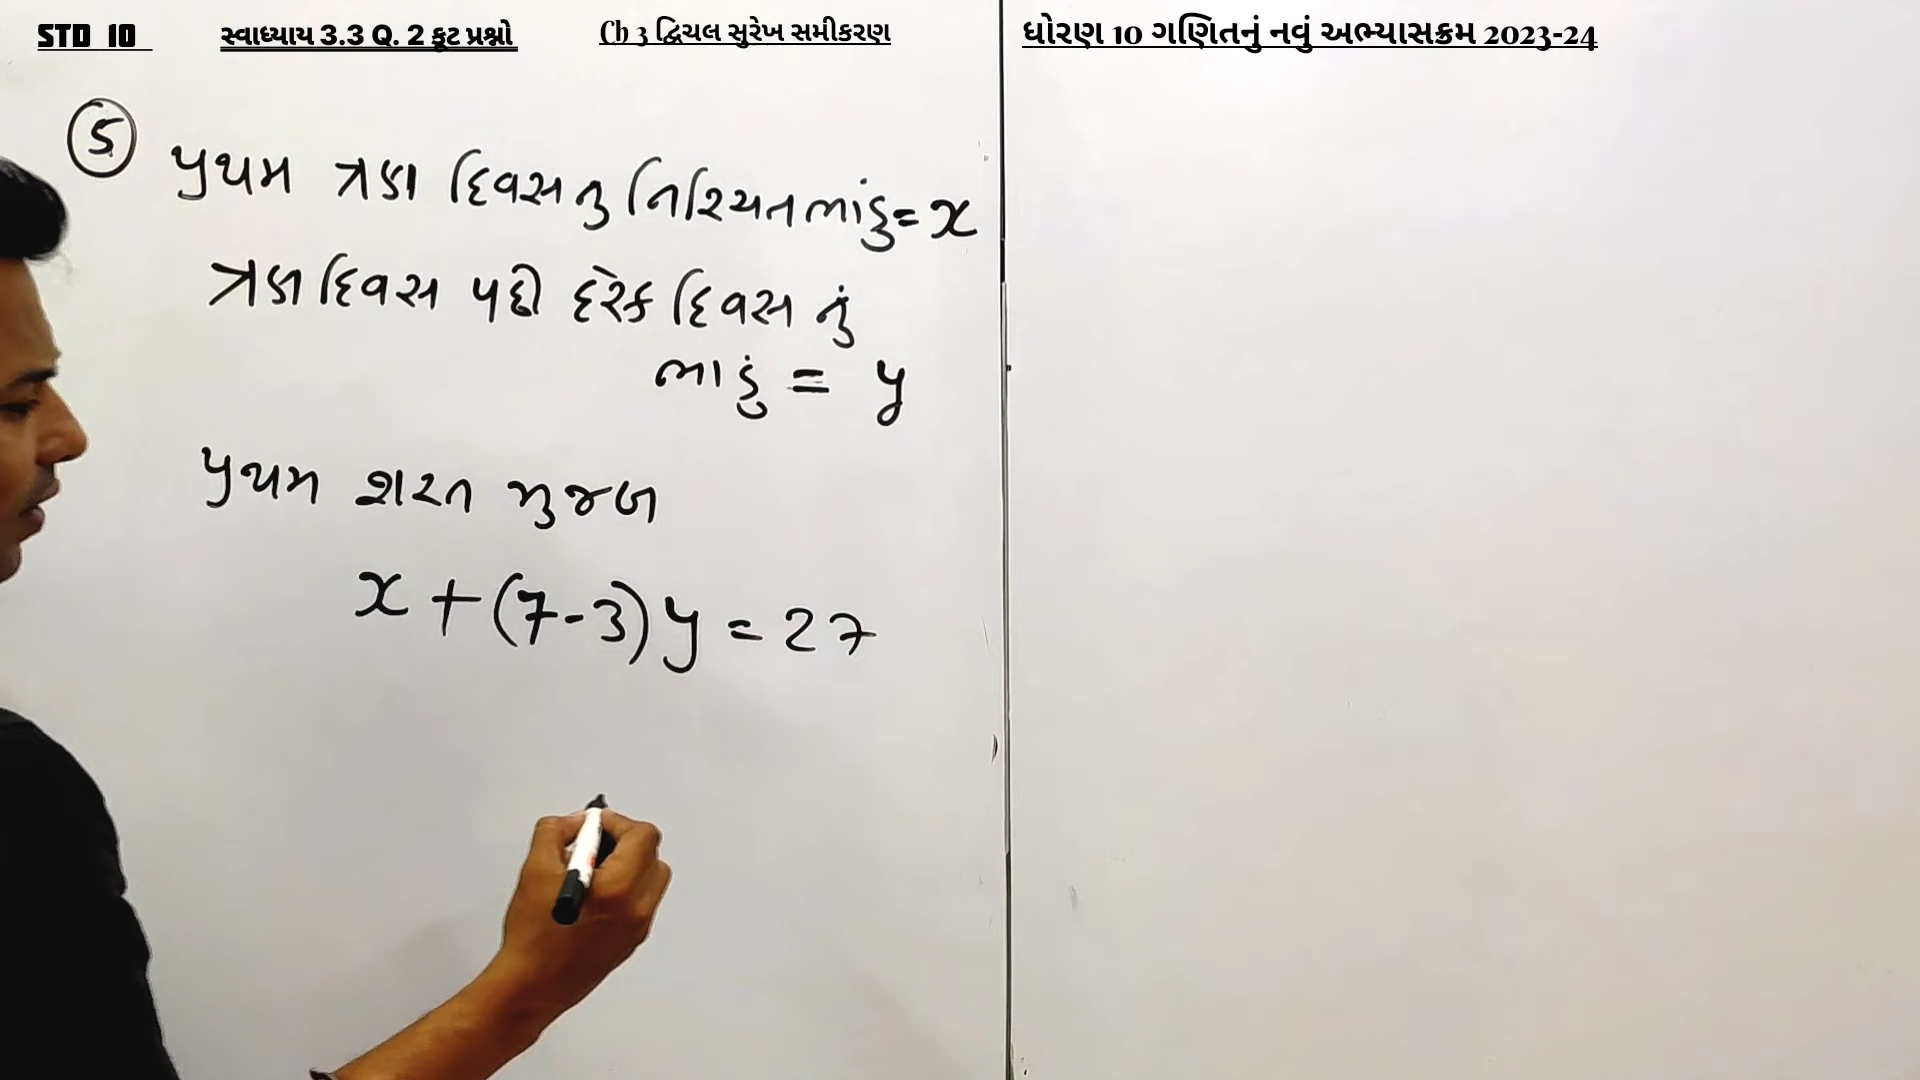 STD 10
સ્વાધ્યાય 3.3 Q. 2 કૂટ પ્રશ્નો
Ch 3 દ્વિચલ સુરેખ સમીકરણ
ધોરણ 10 ગણિતનું નવું અભ્યાસક્રમ 2023-24
5 પ્રથમ ત્રણ દિવસનુ નિશ્ચિત ભાંડુ = x
ત્રણ દિવસ પછી દરેક દિવસ નું
ભાડું = y
પ્રથમ શરત મુજબ
x + (7-3) y = 27